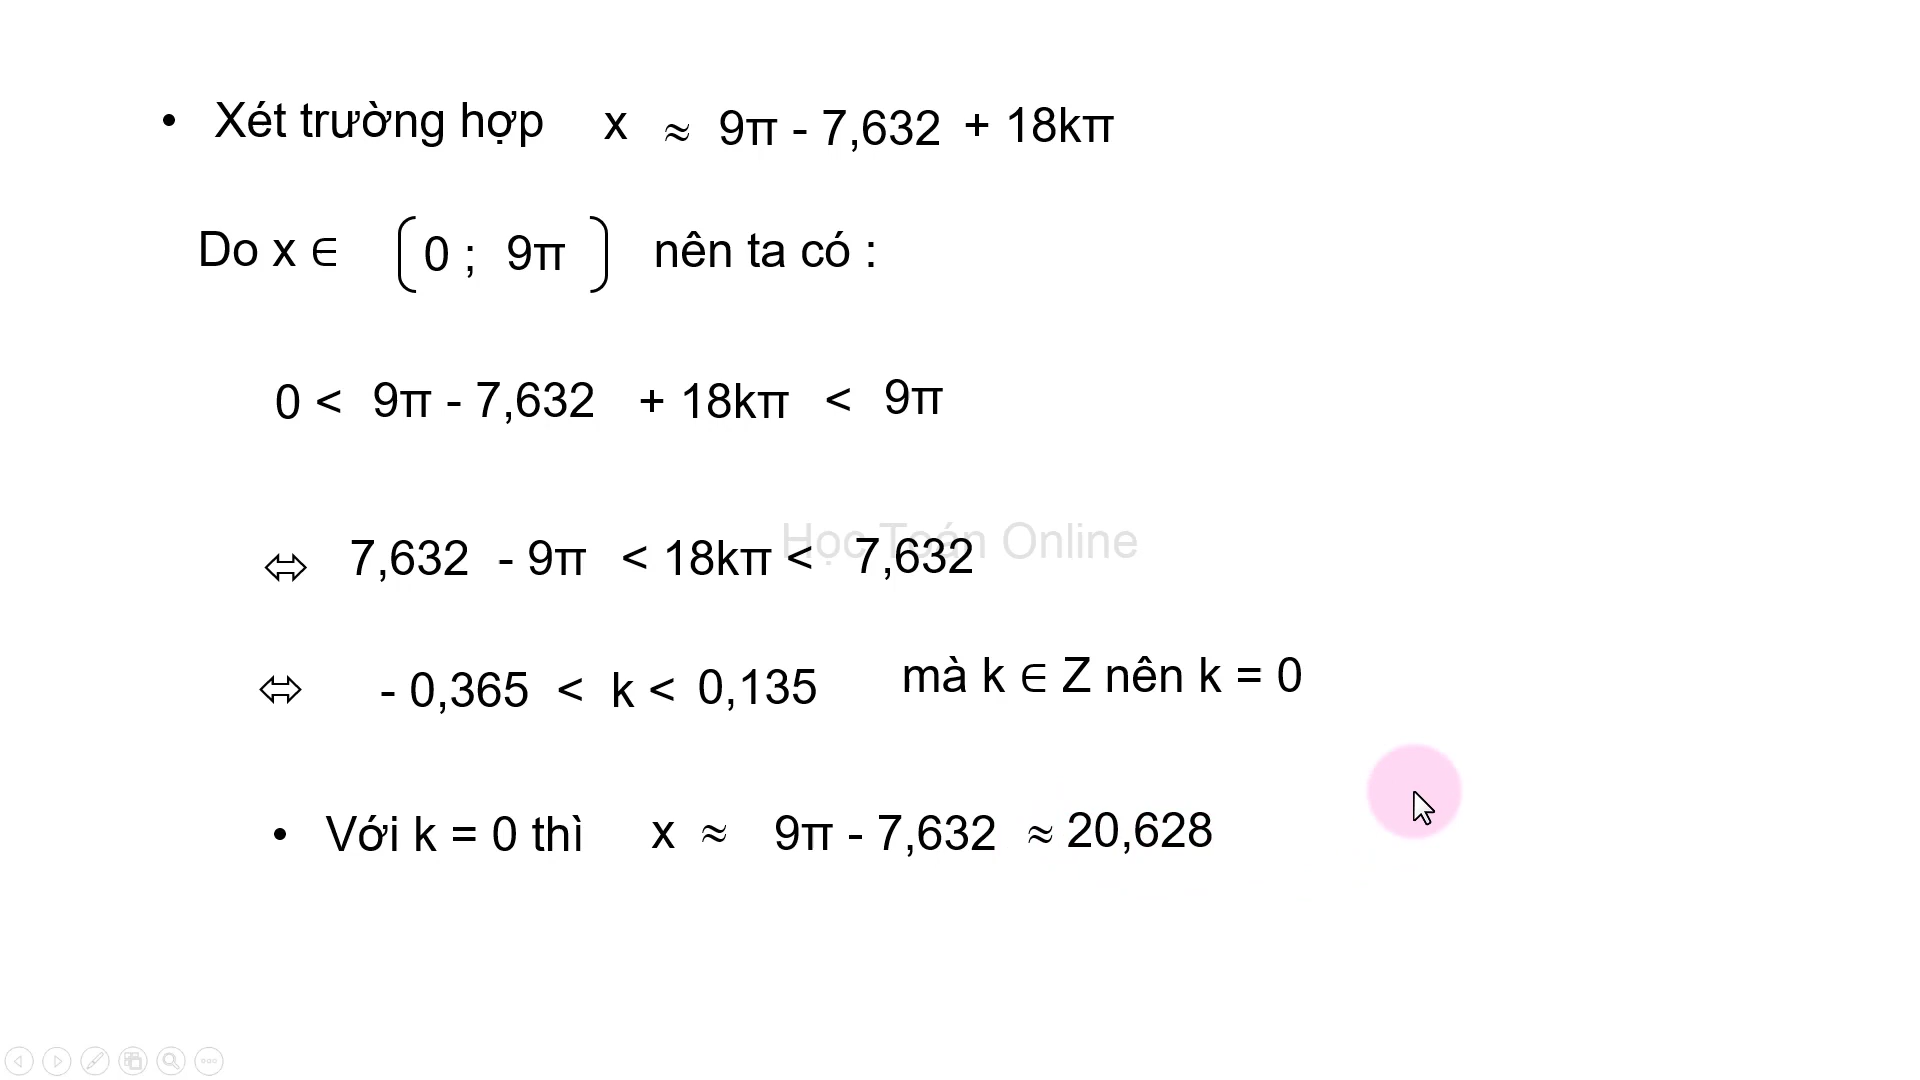 • Xét trường hợp x ≈ 9π - 7,632 + 18kπ
Do x ∈ ( 0 ; 9π ) nên ta có :
0 < 9π - 7,632 + 18kπ < 9π
Học Toán Online
⬄ 7,632 - 9π < 18kπ < 7,632
⬄ - 0,365 < k < 0,135 mà k ∈ Z nên k = 0
• Với k = 0 thì x ≈ 9π - 7,632 ≈ 20,628